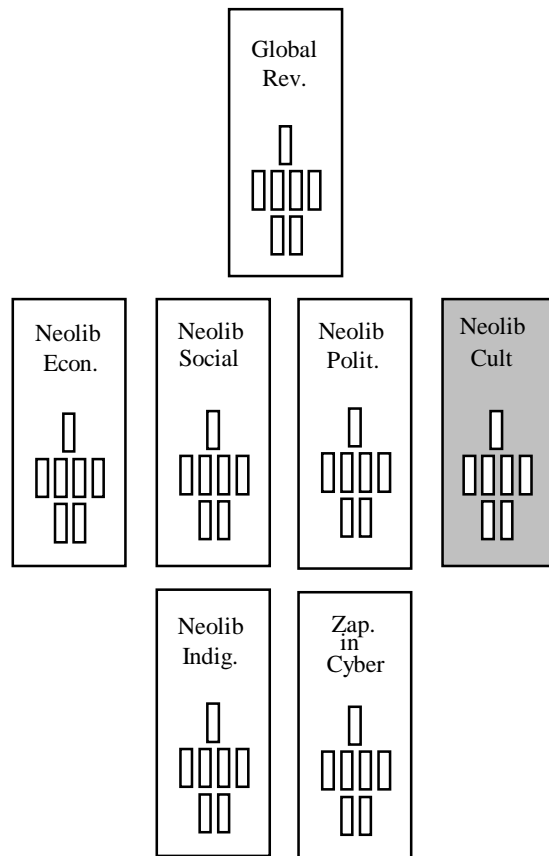 Global
Rev.
Neolib
Econ.
Neolib
Social
Neolib
Polit.
Neolib
Cult
Neolib
Indig.
Zap.
in
Cyber